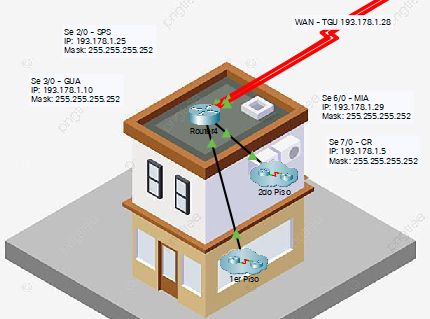 WAN - TGU 193.178.1.28
Se 2/0 - SPS
IP: 193.178.1.25
Mask: 255.255.255.252
Se 3/0 - GUA
IP: 193.178.1.10
Mask: 255.255.255.252
Se 6/0 - MIA
IP: 193.178.1.29
Mask: 255.255.255.252
Router4
Se 7/0 - CR
IP: 193.178.1.5
Mask: 255.255.255.252
2do Piso
1er Piso